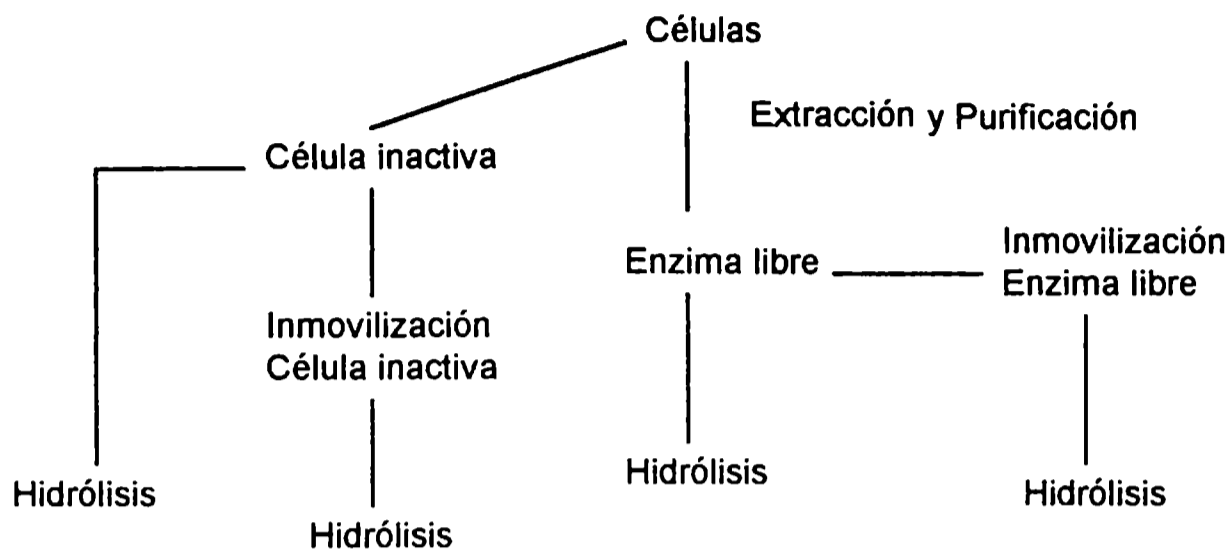 Células
Extracción y Purificación
Célula inactiva
Enzima libre
Inmovilización
Enzima libre
Inmovilización
Célula inactiva
Hidrólisis
Hidrólisis
Hidrólisis
Hidrólisis